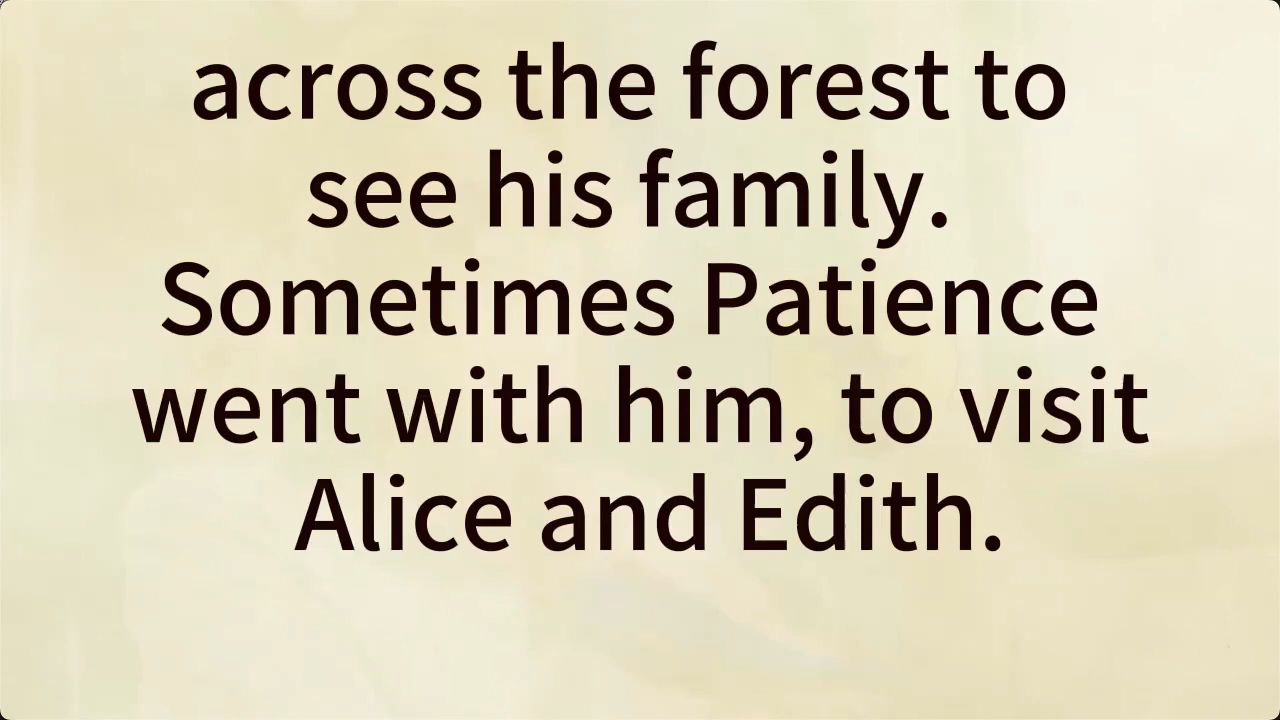 across the forest to
see his family.
Sometimes Patience
went with him, to visit
Alice and Edith.